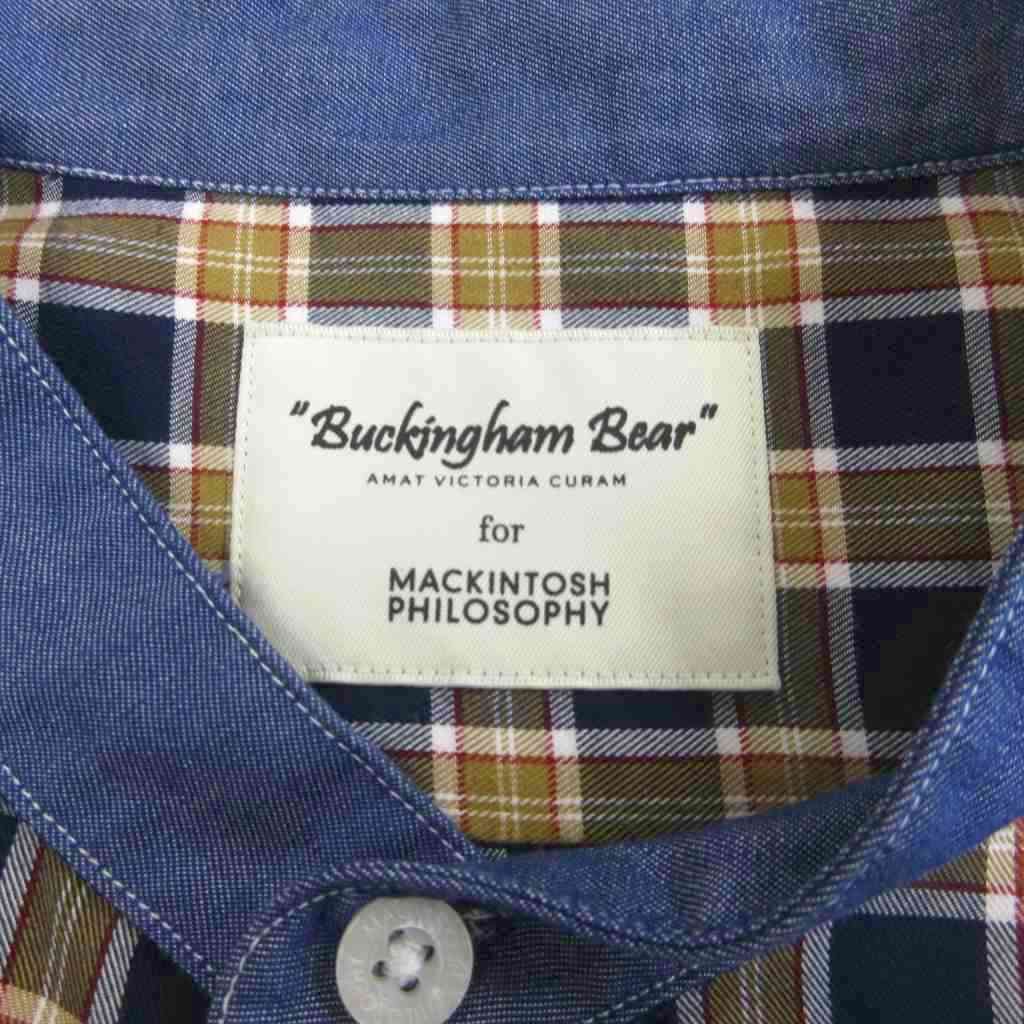 "Buckingham Bear"
AMAT VICTORIA CURAM
for
MACKINTOSH
PHILOSOPHY